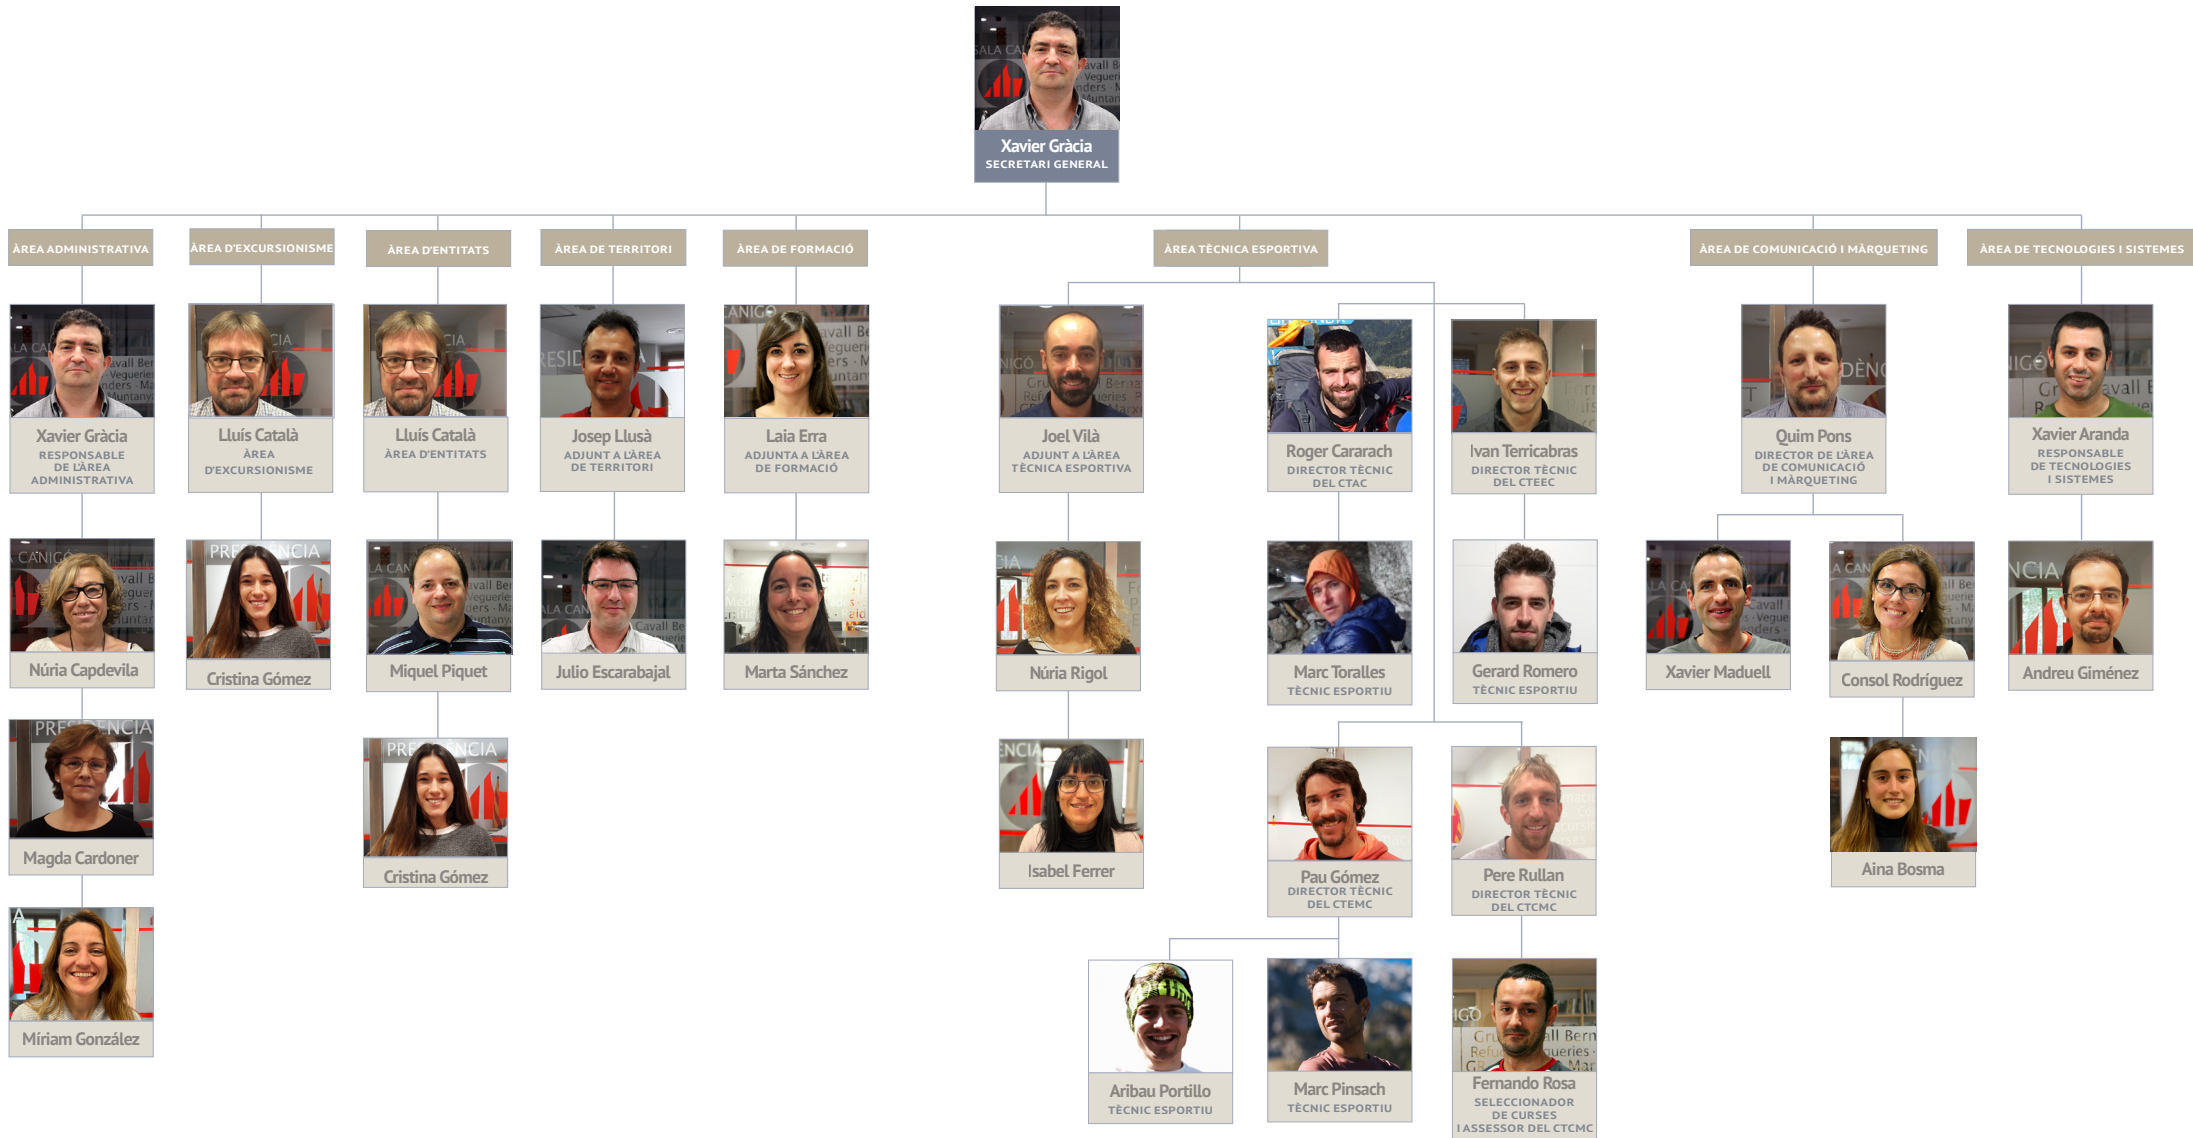 Xavier Gràcia
SECRETARI GENERAL
ÀREA ADMINISTRATIVA
ÀREA D'EXCURSIONISME
ÀREA D'ENTITATS
ÀREA DE TERRITORI
ÀREA DE FORMACIÓ
ÀREA TÈCNICA ESPORTIVA
ÀREA DE COMUNICACIÓ I MÀRQUETING
ÀREA DE TECNOLOGIES I SISTEMES
Xavier Gràcia
RESPONSABLE
DE L'ÀREA
ADMINISTRATIVA
Lluís Català
ÀREA
D'EXCURSIONISME
Lluís Català
ÀREA D'ENTITATS
Josep Llusà
ADJUNT A L'ÀREA
DE TERRITORI
Laia Erra
ADJUNTA A L'ÀREA
DE FORMACIÓ
Joel Vilà
ADJUNT A L'ÀREA
TÈCNICA ESPORTIVA
Roger Cararach
DIRECTOR TÈCNIC
DEL CTAC
Ivan Terricabras
DIRECTOR TÈCNIC
DEL CTEEC
Quim Pons
DIRECTOR DE L'ÀREA
DE COMUNICACIÓ
I MÀRQUETING
Xavier Aranda
RESPONSABLE
DE TECNOLOGIES
I SISTEMES
Núria Capdevila
Cristina Gómez
Miquel Piquet
Julio Escarabajal
Marta Sánchez
Núria Rigol
Marc Toralles
TÈCNIC ESPORTIU
Gerard Romero
TÈCNIC ESPORTIU
Xavier Maduell
Consol Rodríguez
Andreu Giménez
Magda Cardoner
Cristina Gómez
Isabel Ferrer
Pau Gómez
DIRECTOR TÈCNIC
DEL CTEMC
Pere Rullan
DIRECTOR TÈCNIC
DEL CTCMC
Aina Bosma
Míriam González
Aribau Portillo
TÈCNIC ESPORTIU
Marc Pinsach
TÈCNIC ESPORTIU
Fernando Rosa
SELECCIONADOR
DE CURSES
I ASSESSOR DEL CTCMC